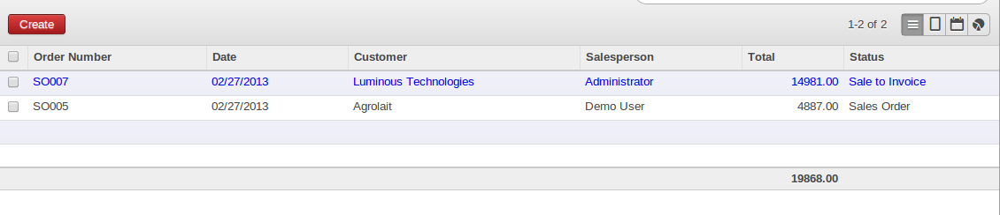 Create 1-2 of 2
Order Number Date Customer Salesperson Total Status
SO007 02/27/2013 Luminous Technologies Administrator 14981.00 Sale to Invoice
SO005 02/27/2013 Agrolait Demo User 4887.00 Sales Order
19868.00